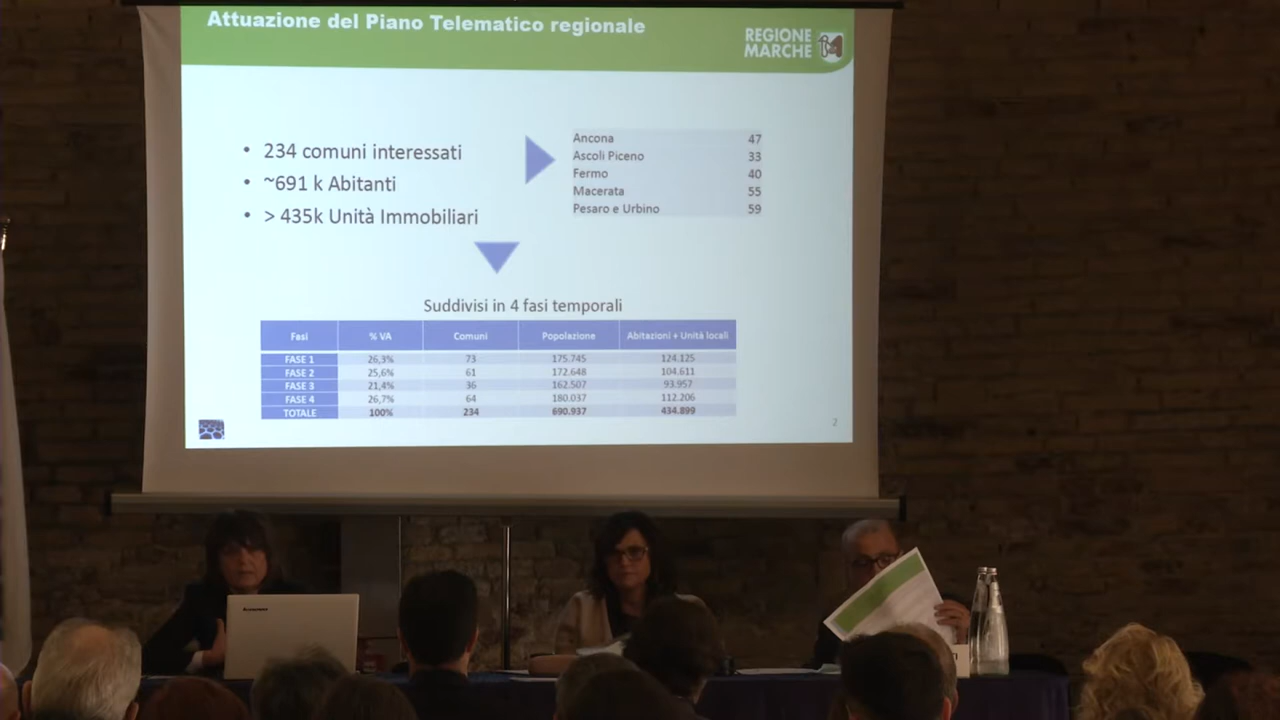 Attuazione del Piano Telematico regionale
REGIONE
MARCHE
• 234 comuni interessati
• ~691 k Abitanti
• > 435k Unità Immobiliari
Ancona 47
Ascoli Piceno 33
Fermo 40
Macerata 55
Pesaro e Urbino 59
Suddivisi in 4 fasi temporali
Fasi % VA Comuni Popolazione Abitazioni + Unità locali
FASE 1 26,3% 73 175.745 124.125
FASE 2 25,6% 61 172.648 104.611
FASE 3 21,4% 36 162.507 93.957
FASE 4 26,7% 64 180.037 112.206
TOTALE 100% 234 690.937 434.899
2
lenovo